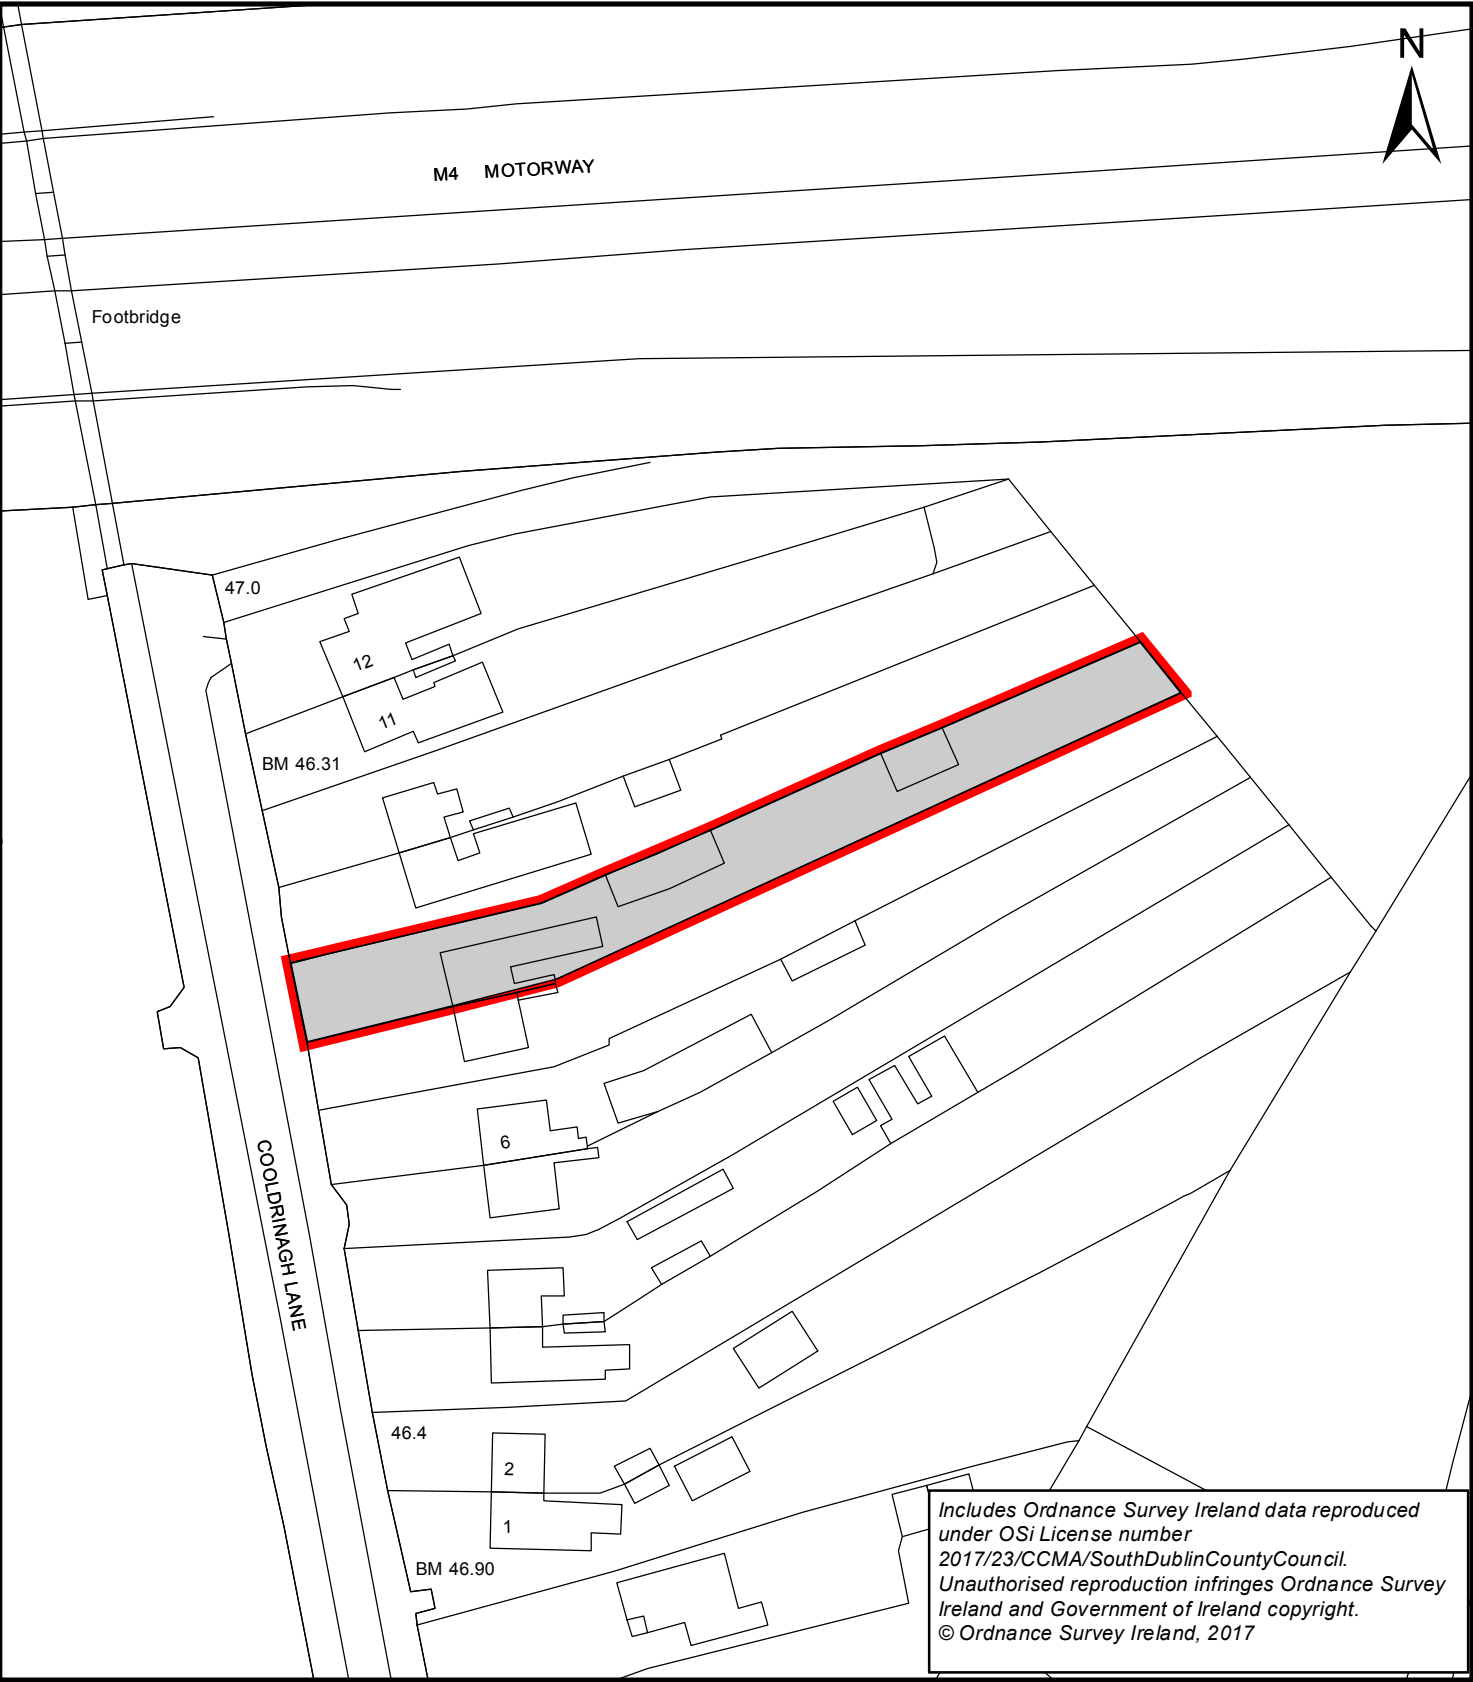 N
M4 MOTORWAY
Footbridge
47.0
12
11
BM 46.31
6
COOLDRINAGH LANE
46.4
2
1
BM 46.90
Includes Ordnance Survey Ireland data reproduced
under OSi License number
2017/23/CCMA/SouthDublinCountyCouncil.
Unauthorised reproduction infringes Ordnance Survey
Ireland and Government of Ireland copyright.
© Ordnance Survey Ireland, 2017